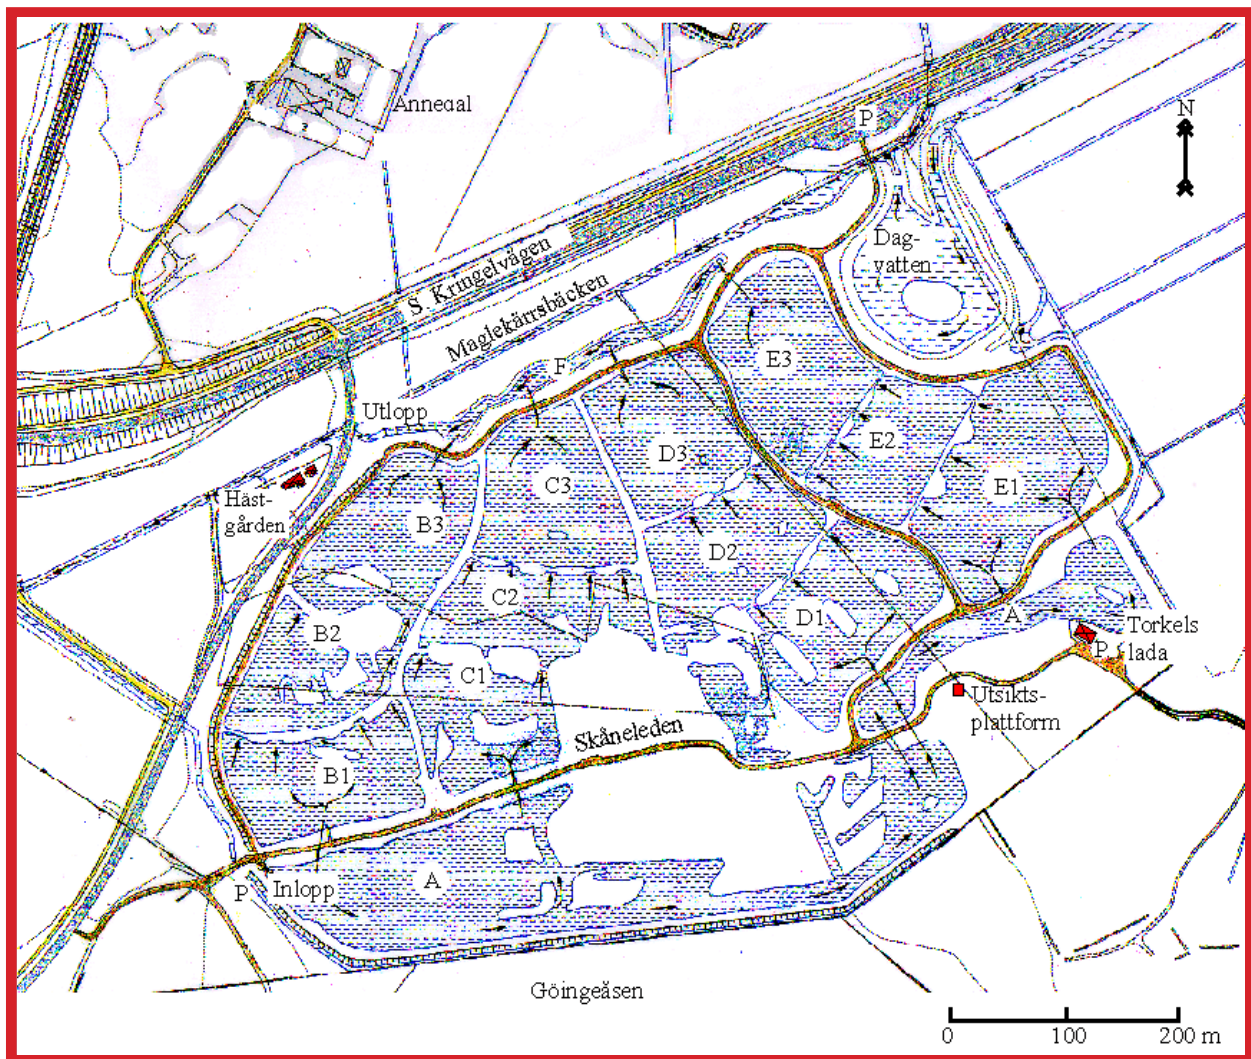 Annegal
P
N
Dag-
vatten
S Kringelvägen
Maglekärrsbäcken
E3
F
Utlopp
E2
D3
E1
C3
Häst-
gården
B3
D2
C2
B2
D1
A
Torkels
lada
P
C1
Utsikts-
plattform
Skåneleden
B1
A
P
Inlopp
Göingeåsen
0 100 200 m